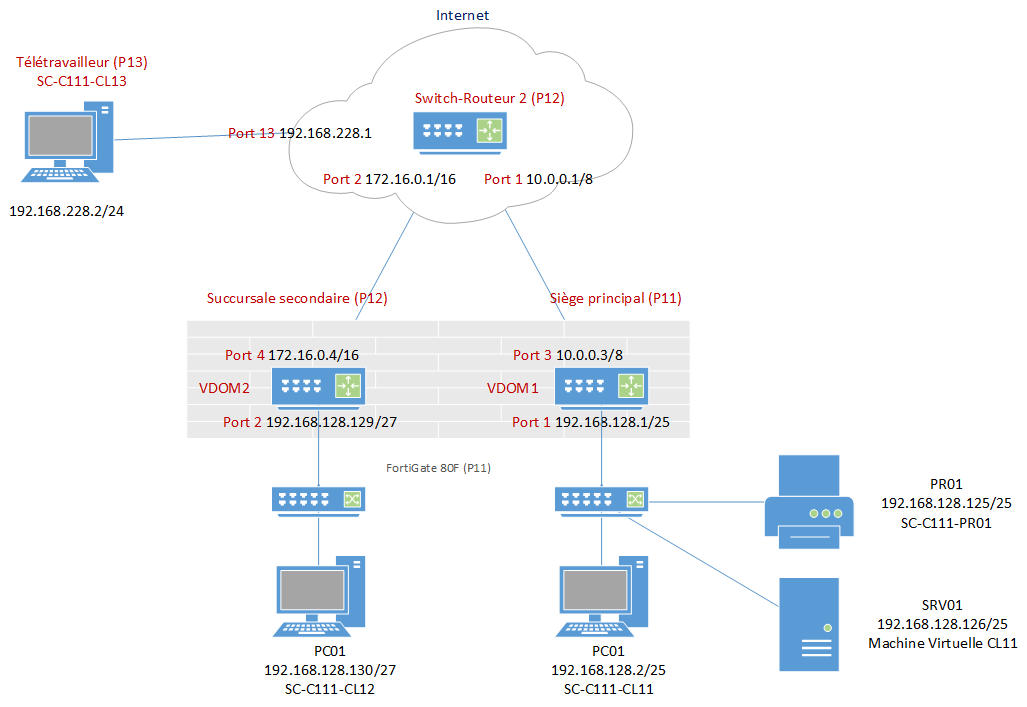 Internet
Télétravailleur (P13)
SC-C111-CL13
Switch-Routeur 2 (P12)
Port 13 192.168.228.1
Port 2 172.16.0.1/16
Port 1 10.0.0.1/8
192.168.228.2/24
Succursale secondaire (P12)
Siège principal (P11)
Port 4 172.16.0.4/16
Port 3 10.0.0.3/8
VDOM2
VDOM1
Port 2 192.168.128.129/27
Port 1 192.168.128.1/25
FortiGate 80F (P11)
PR01
192.168.128.125/25
SC-C111-PR01
SRV01
192.168.128.126/25
Machine Virtuelle CL11
PC01
192.168.128.130/27
SC-C111-CL12
PC01
192.168.128.2/25
SC-C111-CL11